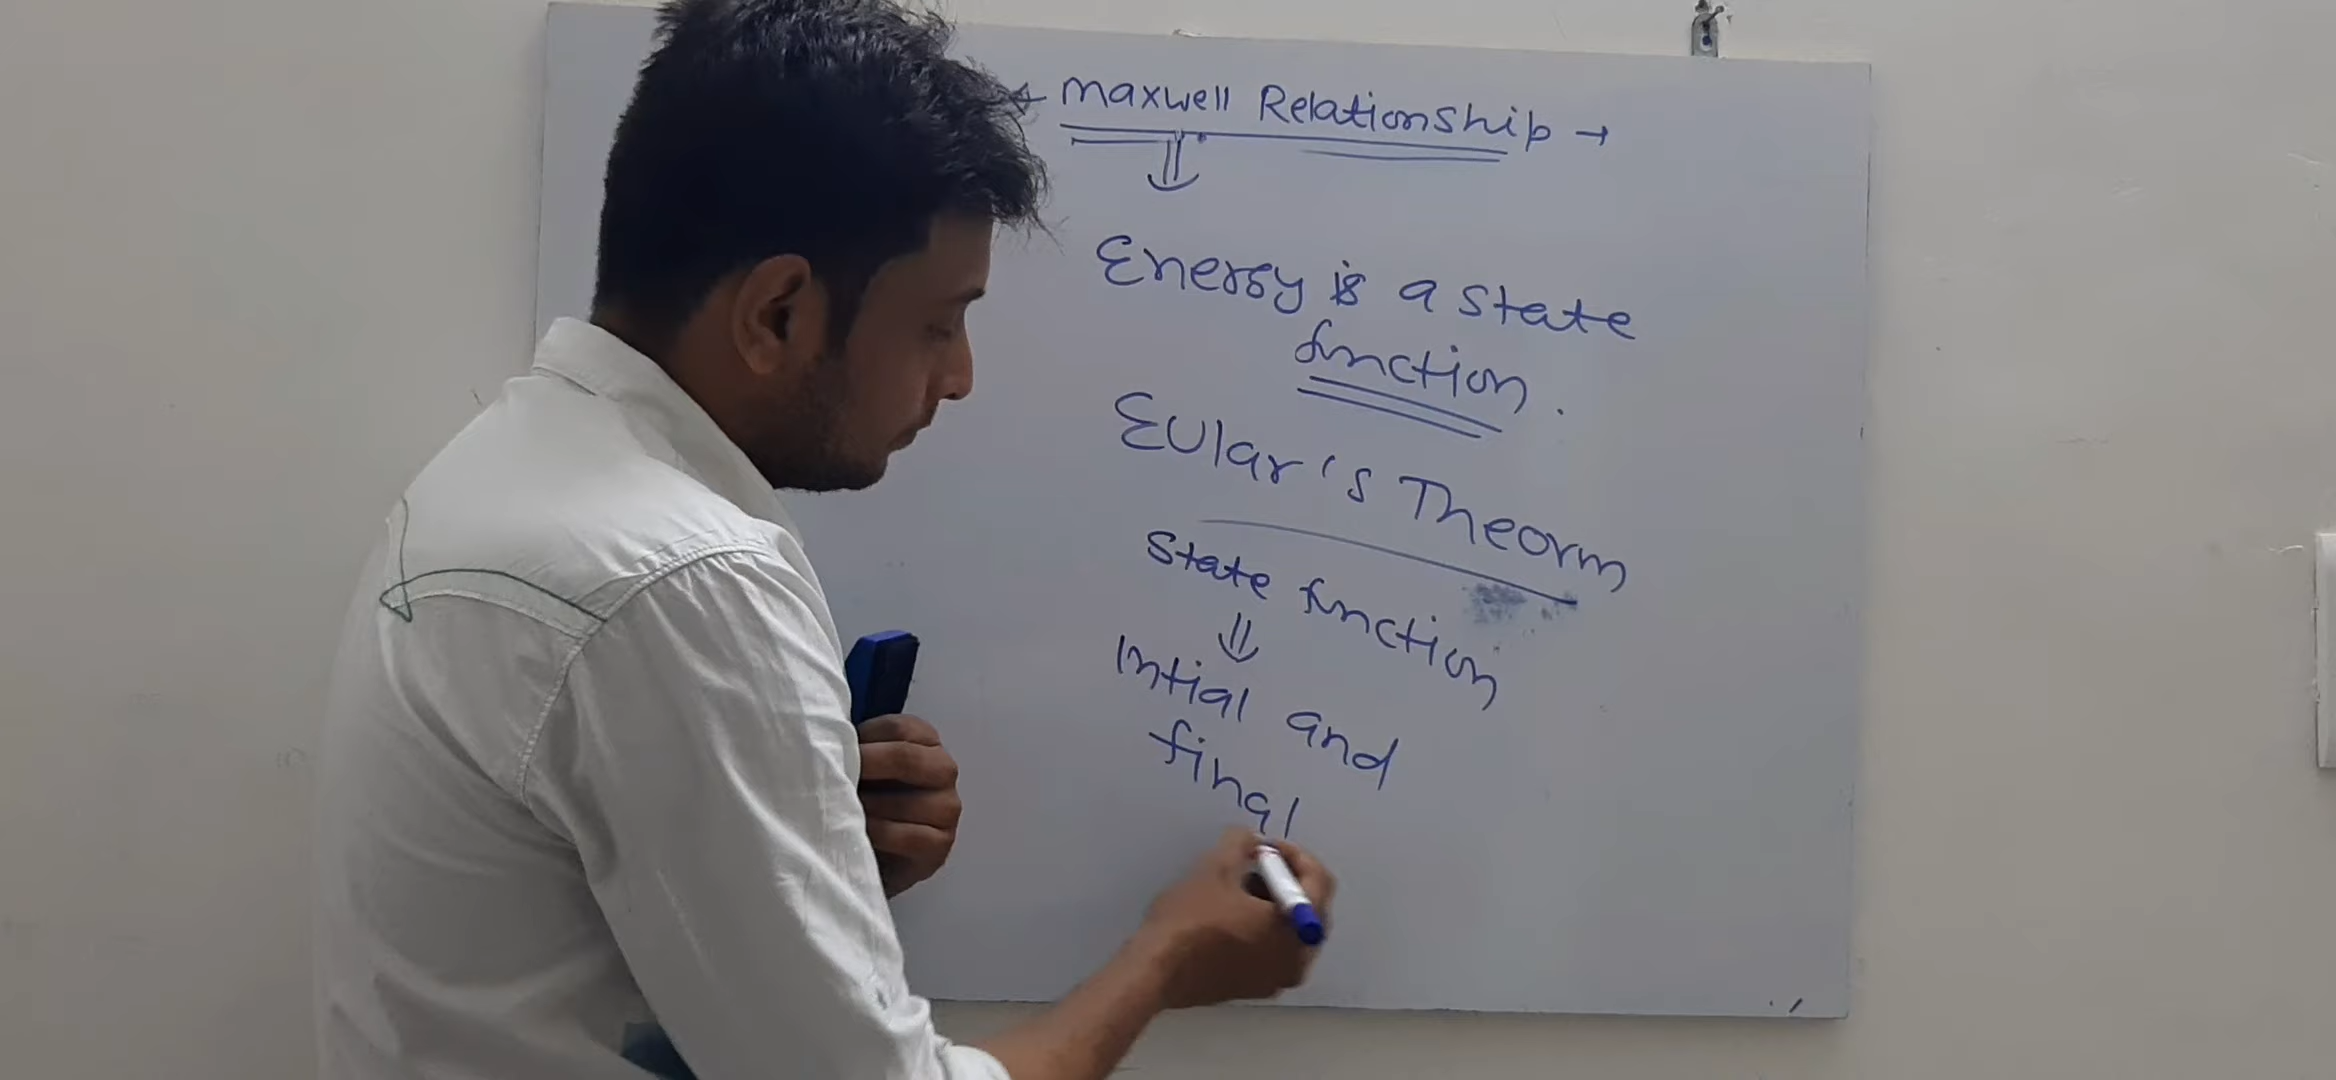 maxwell Relationship →
Energy is a state
function.
Eular's Theorm
State function
Intial and
final